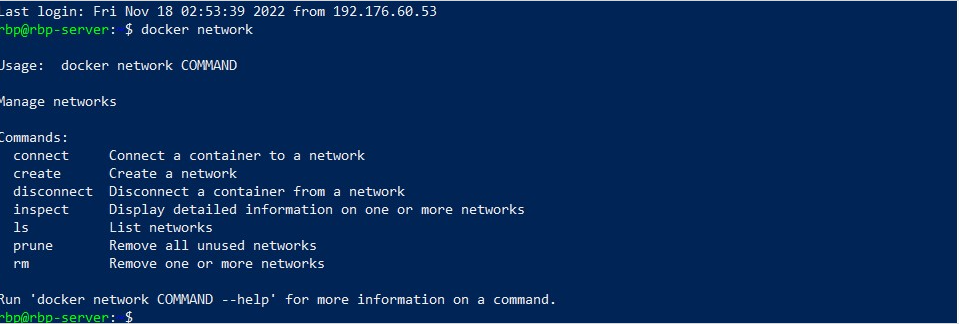 Last login: Fri Nov 18 02:53:39 2022 from 192.176.60.53
rbp@rbp-server:~$ docker network
Usage:  docker network COMMAND
Manage networks
Commands:
  connect     Connect a container to a network
  create      Create a network
  disconnect  Disconnect a container from a network
  inspect     Display detailed information on one or more networks
  ls          List networks
  prune       Remove all unused networks
  rm          Remove one or more networks
Run 'docker network COMMAND --help' for more information on a command.
rbp@rbp-server:~$